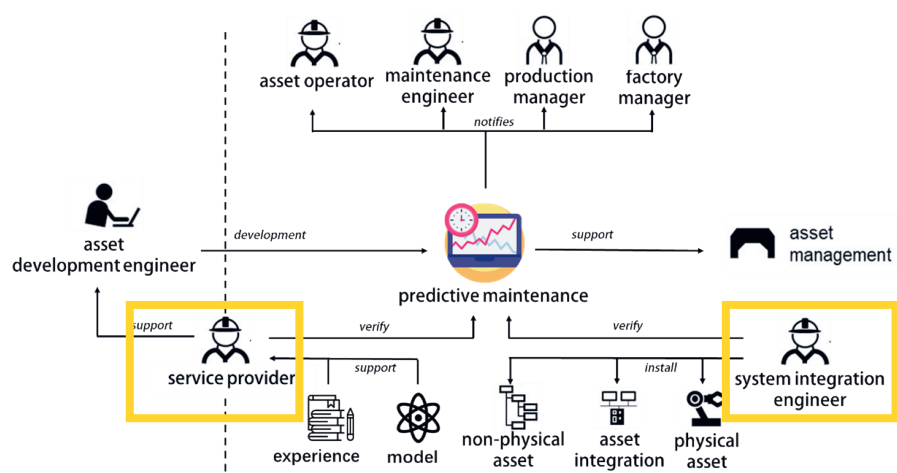 asset operator
maintenance
engineer
production
manager
factory
manager
notifies
asset
development engineer
development
support
asset
management
predictive maintenance
support
verify
verify
service provider
support
install
system integration
engineer
experience
model
non-physical
asset
asset
integration
physical
asset